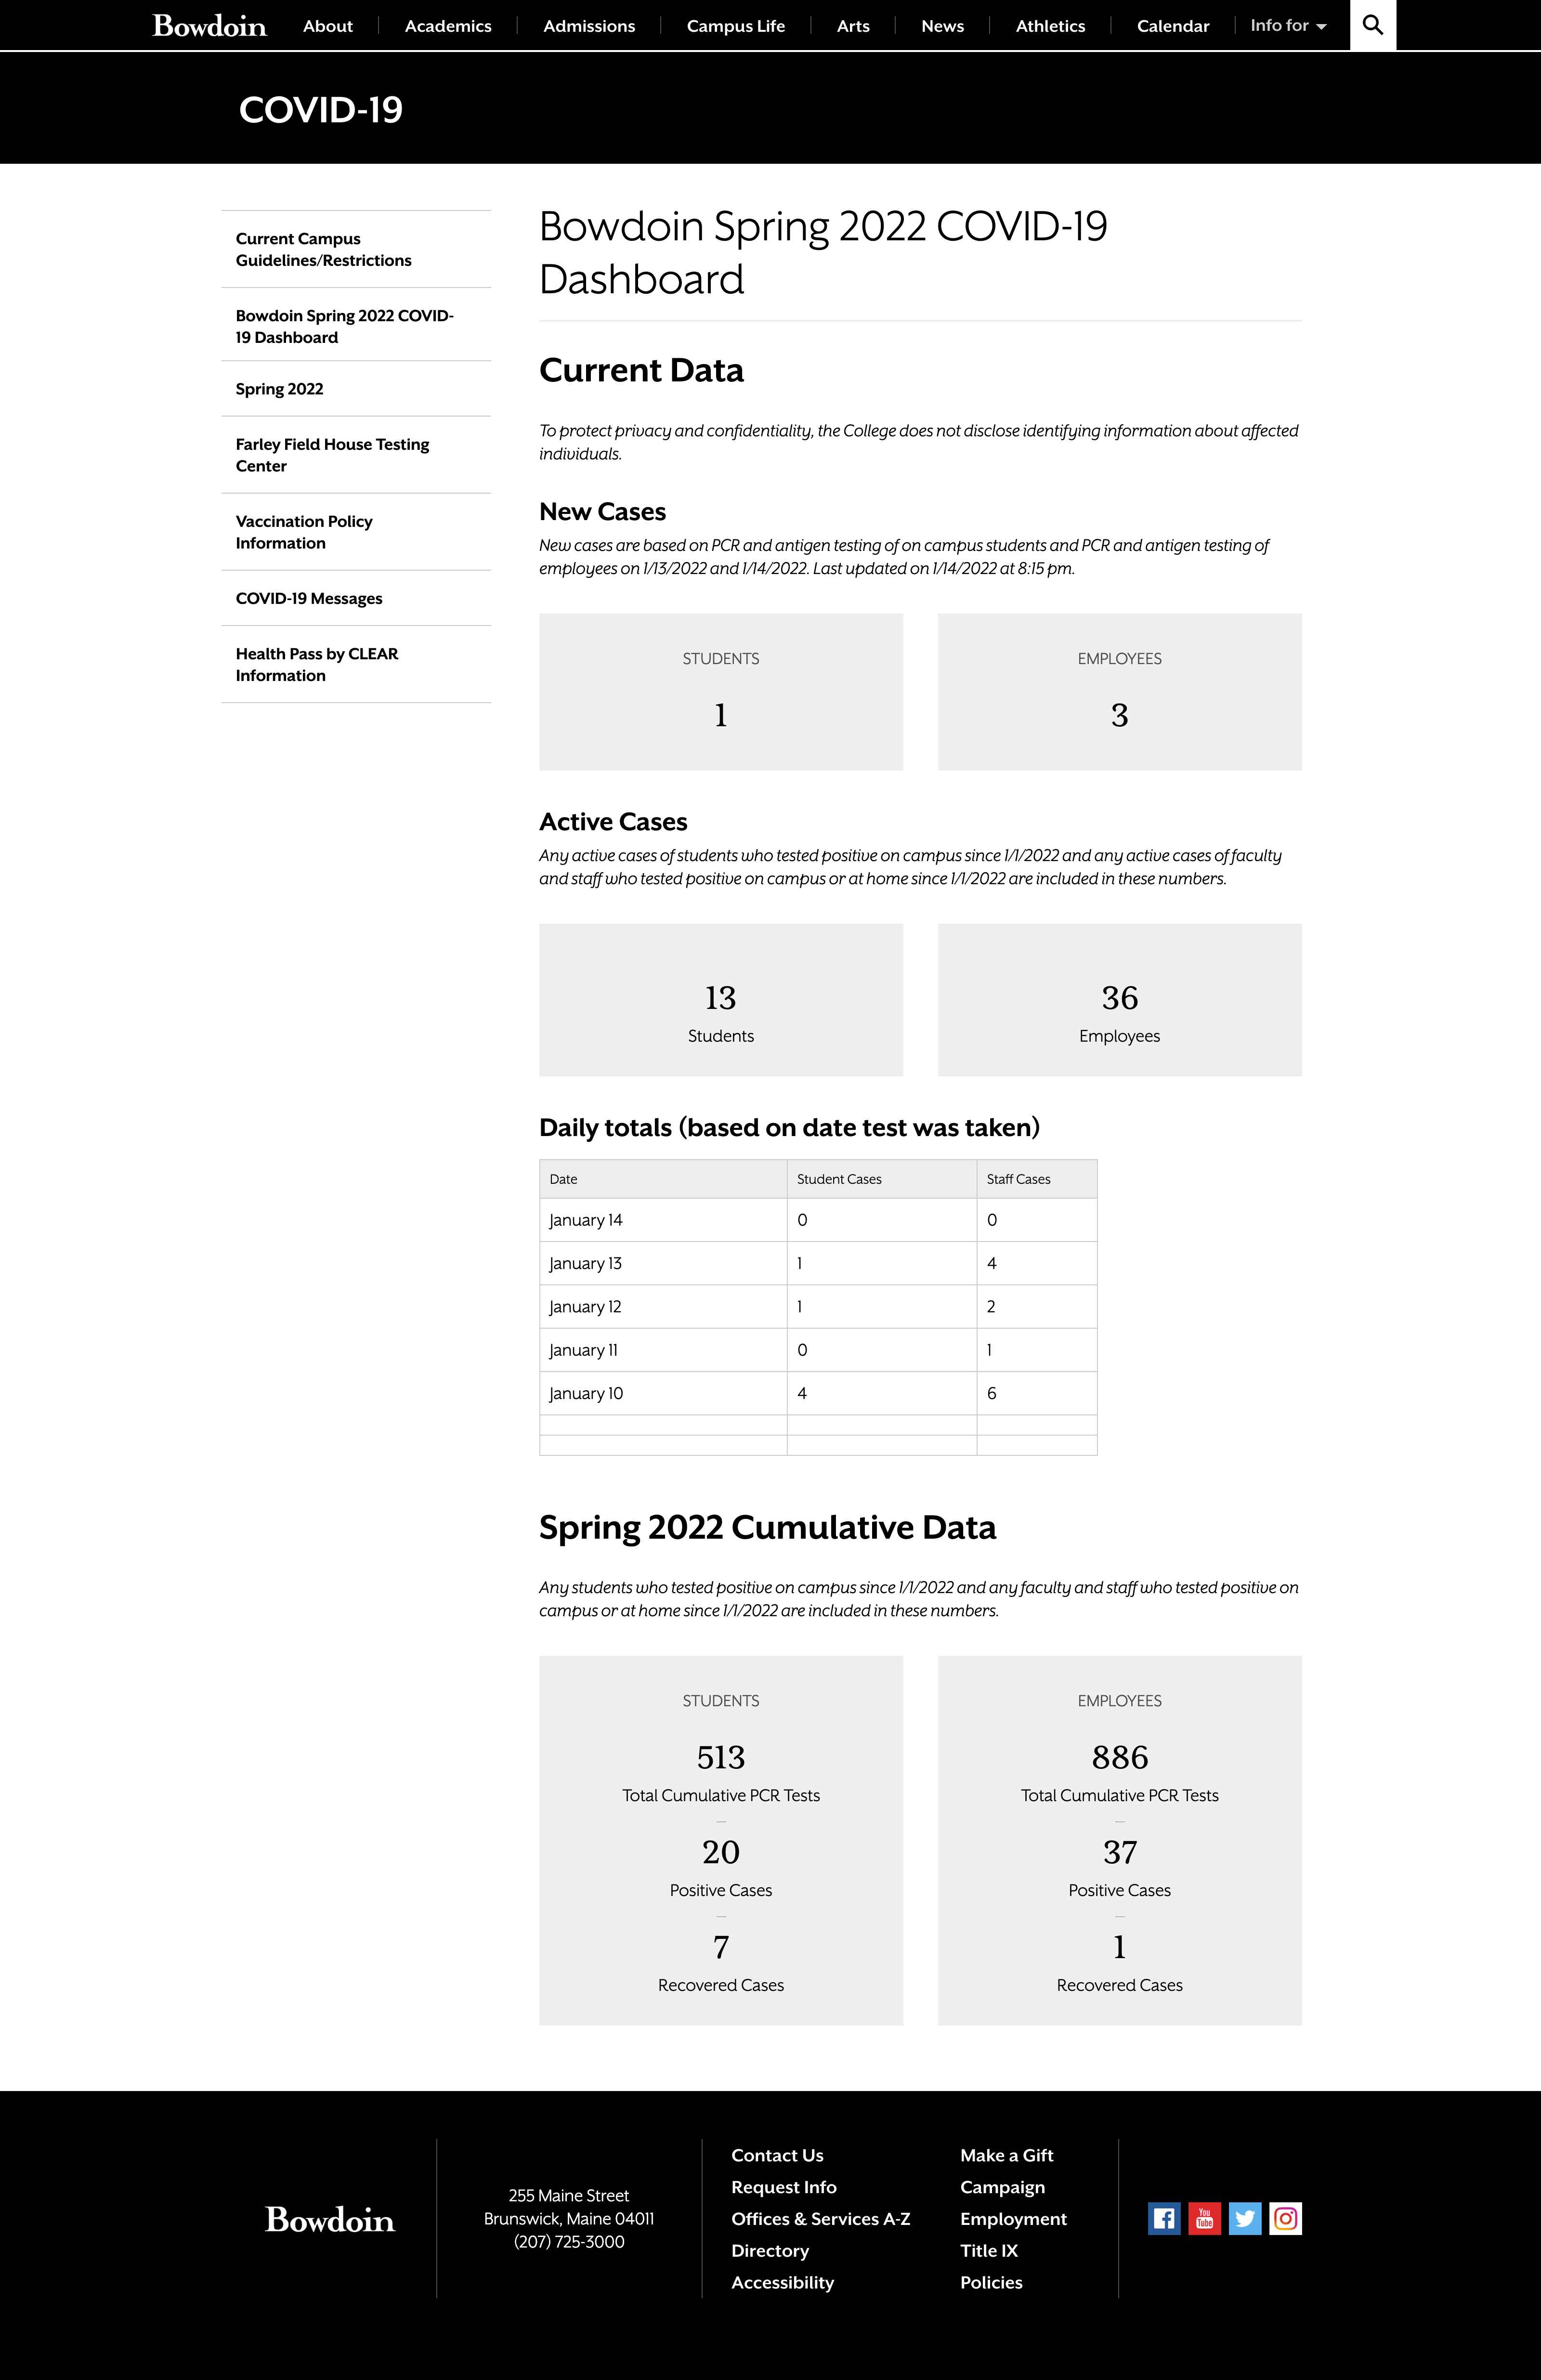 Bowdoin About Academics Admissions Campus Life Arts News Athletics Calendar Info for
COVID-19
Current Campus
Guidelines/Restrictions
Bowdoin Spring 2022 COVID-
19 Dashboard
Spring 2022
Farley Field House Testing
Center
Vaccination Policy
Information
COVID-19 Messages
Health Pass by CLEAR
Information
Bowdoin Spring 2022 COVID-19
Dashboard
Current Data
To protect privacy and confidentiality, the College does not disclose identifying information about affected
individuals.
New Cases
New cases are based on PCR and antigen testing of on campus students and PCR and antigen testing of
employees on 1/13/2022 and 1/14/2022. Last updated on 1/14/2022 at 8:15 pm.
STUDENTS
1
EMPLOYEES
3
Active Cases
Any active cases of students who tested positive on campus since 1/1/2022 and any active cases of faculty
and staff who tested positive on campus or at home since 1/1/2022 are included in these numbers.
13
Students
36
Employees
Daily totals (based on date test was taken)
Date Student Cases Staff Cases
January 14 0 0
January 13 1 4
January 12 1 2
January 11 0 1
January 10 4 6
Spring 2022 Cumulative Data
Any students who tested positive on campus since 1/1/2022 and any faculty and staff who tested positive on
campus or at home since 1/1/2022 are included in these numbers.
STUDENTS
513
Total Cumulative PCR Tests
—
20
Positive Cases
—
7
Recovered Cases
EMPLOYEES
886
Total Cumulative PCR Tests
—
37
Positive Cases
—
1
Recovered Cases
Bowdoin
255 Maine Street
Brunswick, Maine 04011
(207) 725-3000
Contact Us
Request Info
Offices & Services A-Z
Directory
Accessibility
Make a Gift
Campaign
Employment
Title IX
Policies
You
Tube